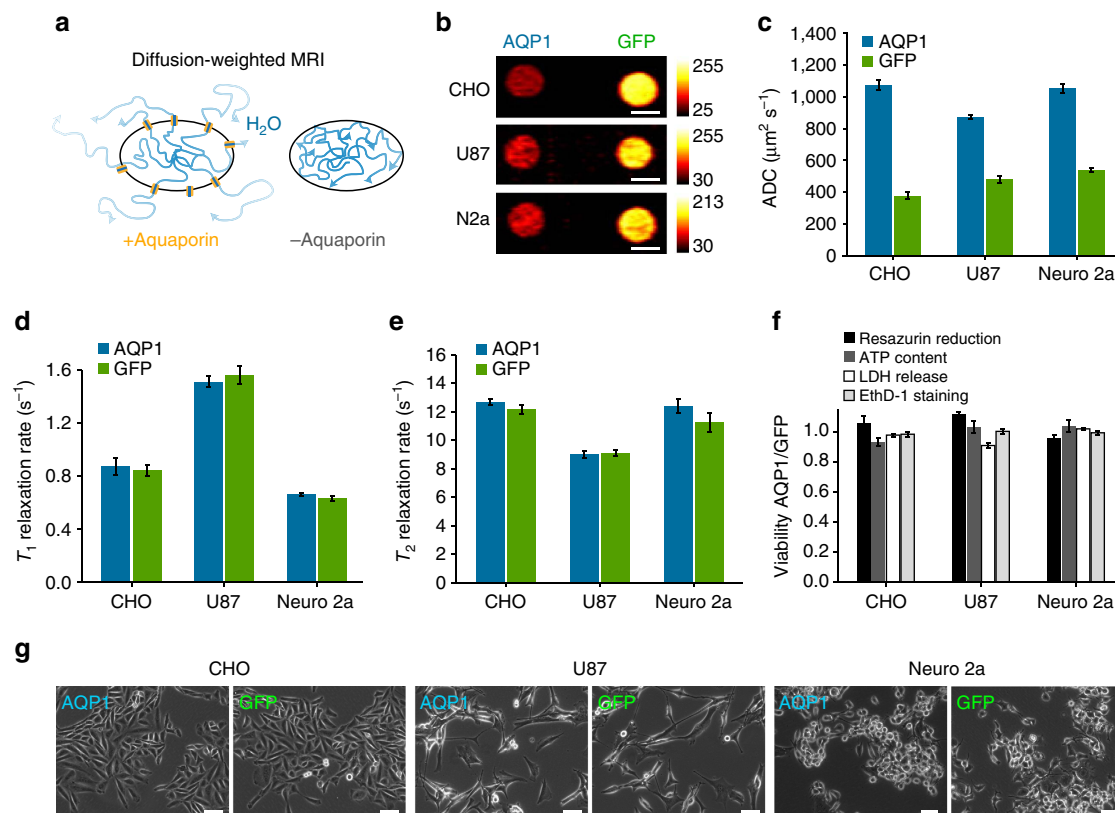 a
Diffusion-weighted MRI
H2O
+Aquaporin
–Aquaporin
b
AQP1 GFP
CHO
255
25
U87
255
30
N2a
213
30
c
AQP1
GFP
ADC (μm² s⁻¹)
1,400
1,200
1,000
800
600
400
200
0
CHO U87 Neuro 2a
d
AQP1
GFP
T1 relaxation rate (s⁻¹)
1.6
1.2
0.8
0.4
0.0
CHO U87 Neuro 2a
e
AQP1
GFP
T2 relaxation rate (s⁻¹)
16
14
12
10
8
6
4
2
0
CHO U87 Neuro 2a
f
Resazurin reduction
ATP content
LDH release
EthD-1 staining
Viability AQP1/GFP
1.0
0.8
0.6
0.4
0.2
0.0
CHO U87 Neuro 2a
g
CHO U87 Neuro 2a
AQP1 GFP AQP1 GFP AQP1 GFP